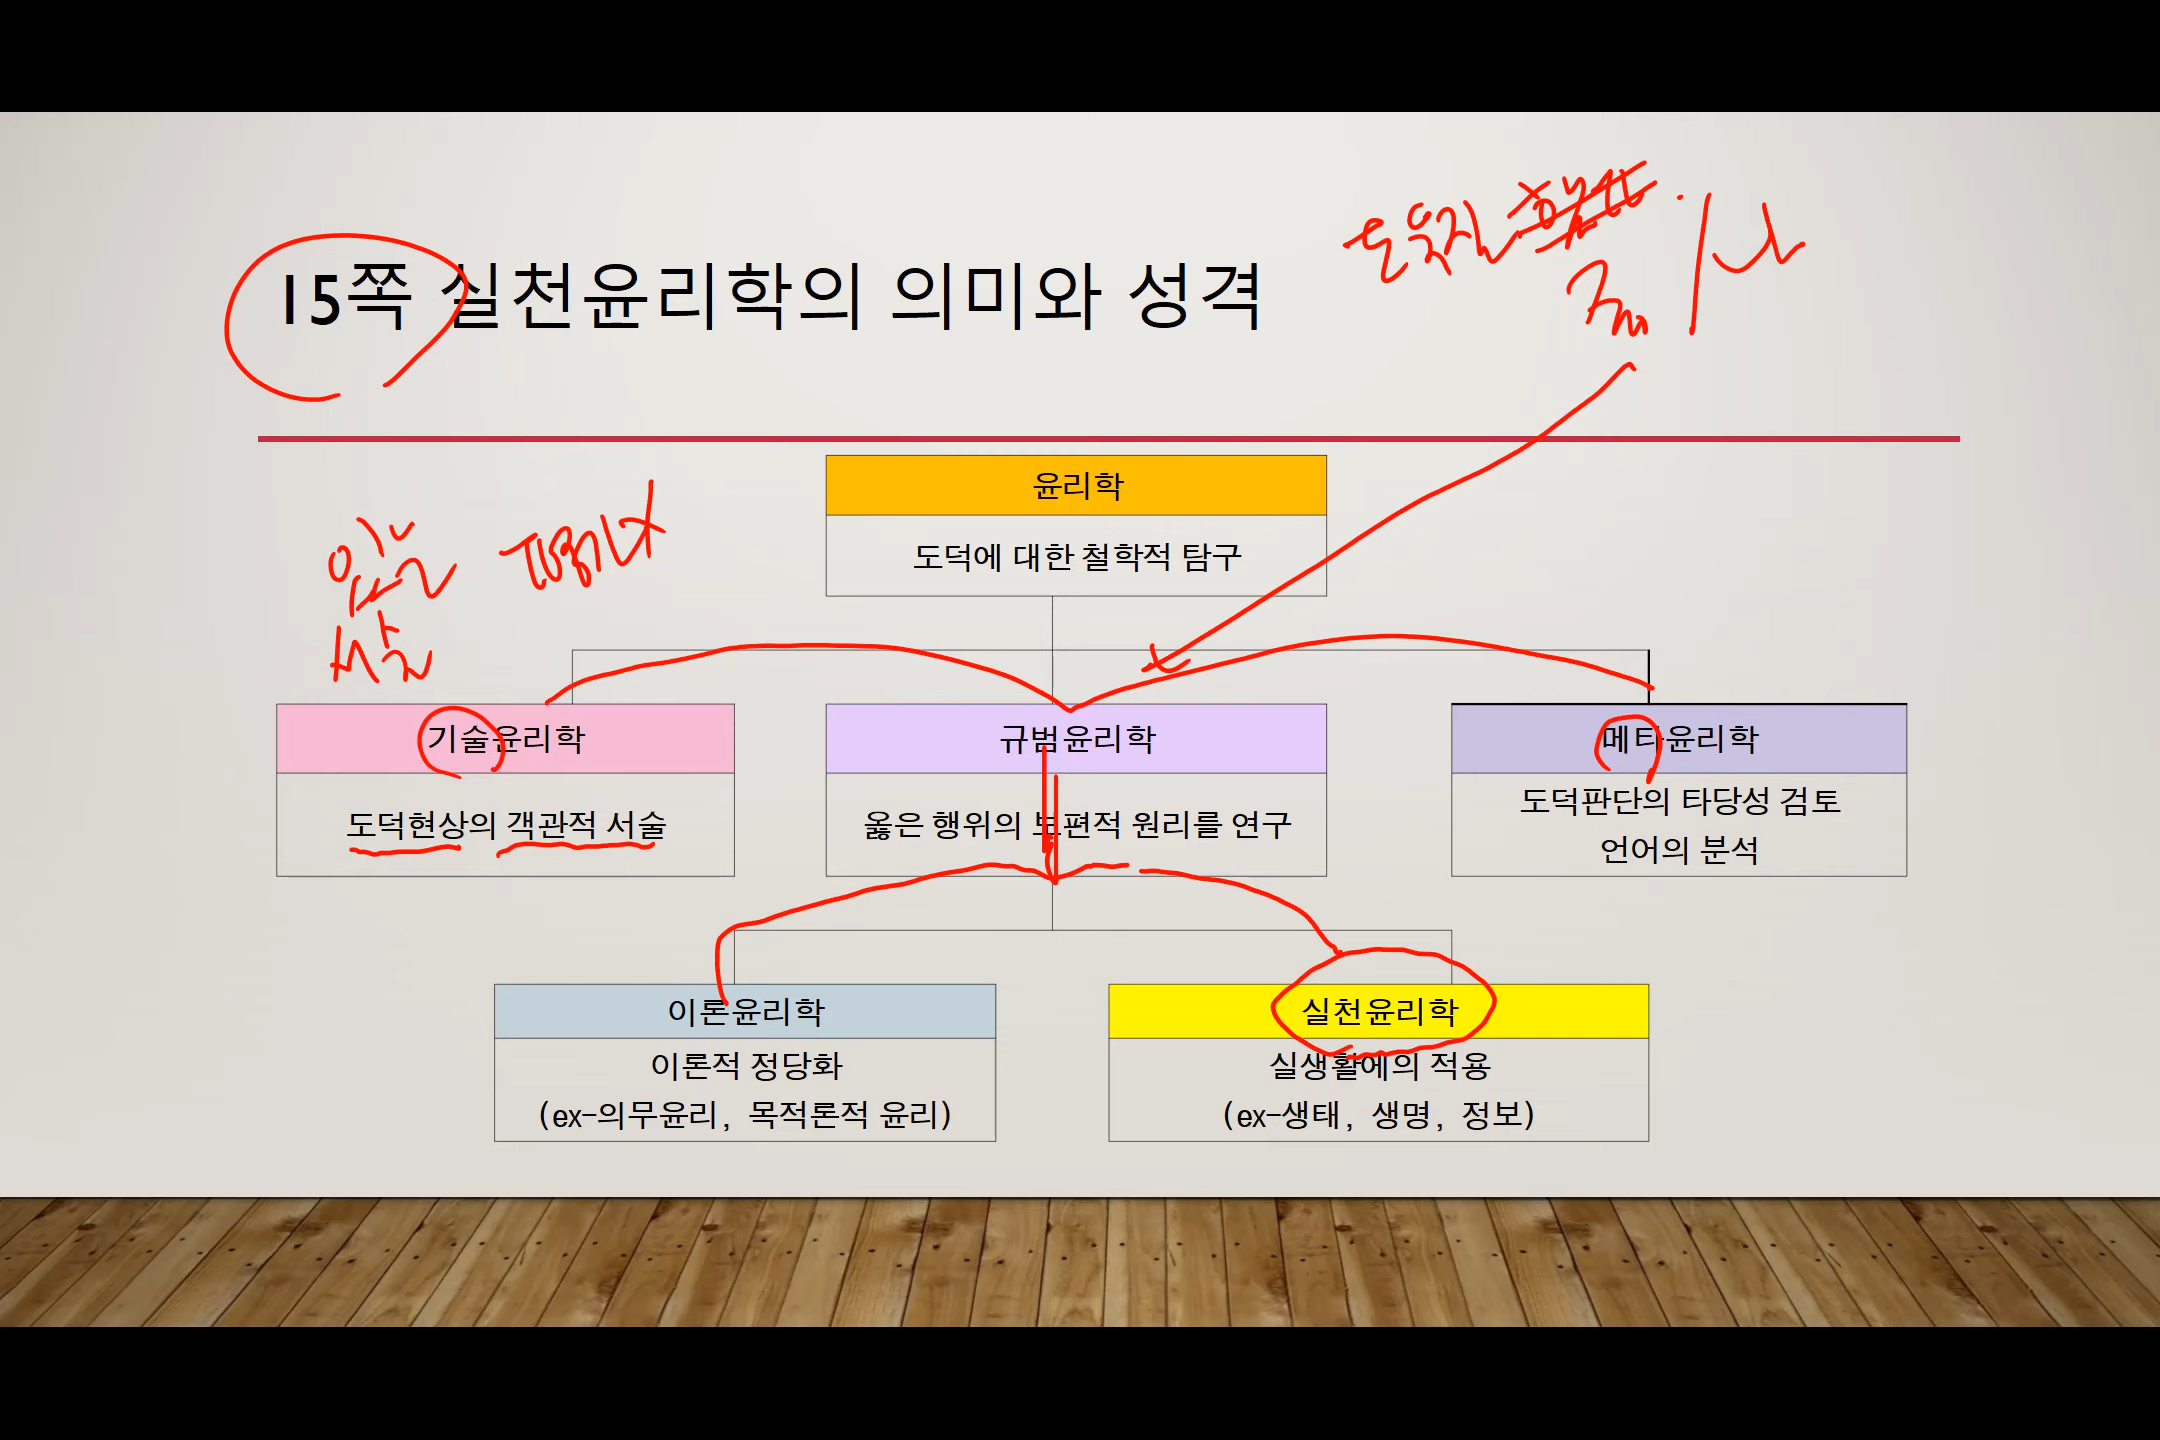 15쪽 실천윤리학의 의미와 성격
윤리학
도덕에 대한 철학적 탐구
기술윤리학
도덕현상의 객관적 서술
규범윤리학
옳은 행위의 보편적 원리를 연구
메타윤리학
도덕판단의 타당성 검토
언어의 분석
이론윤리학
이론적 정당화
(ex-의무윤리, 목적론적 윤리)
실천윤리학
실생활에의 적용
(ex-생태, 생명, 정보)